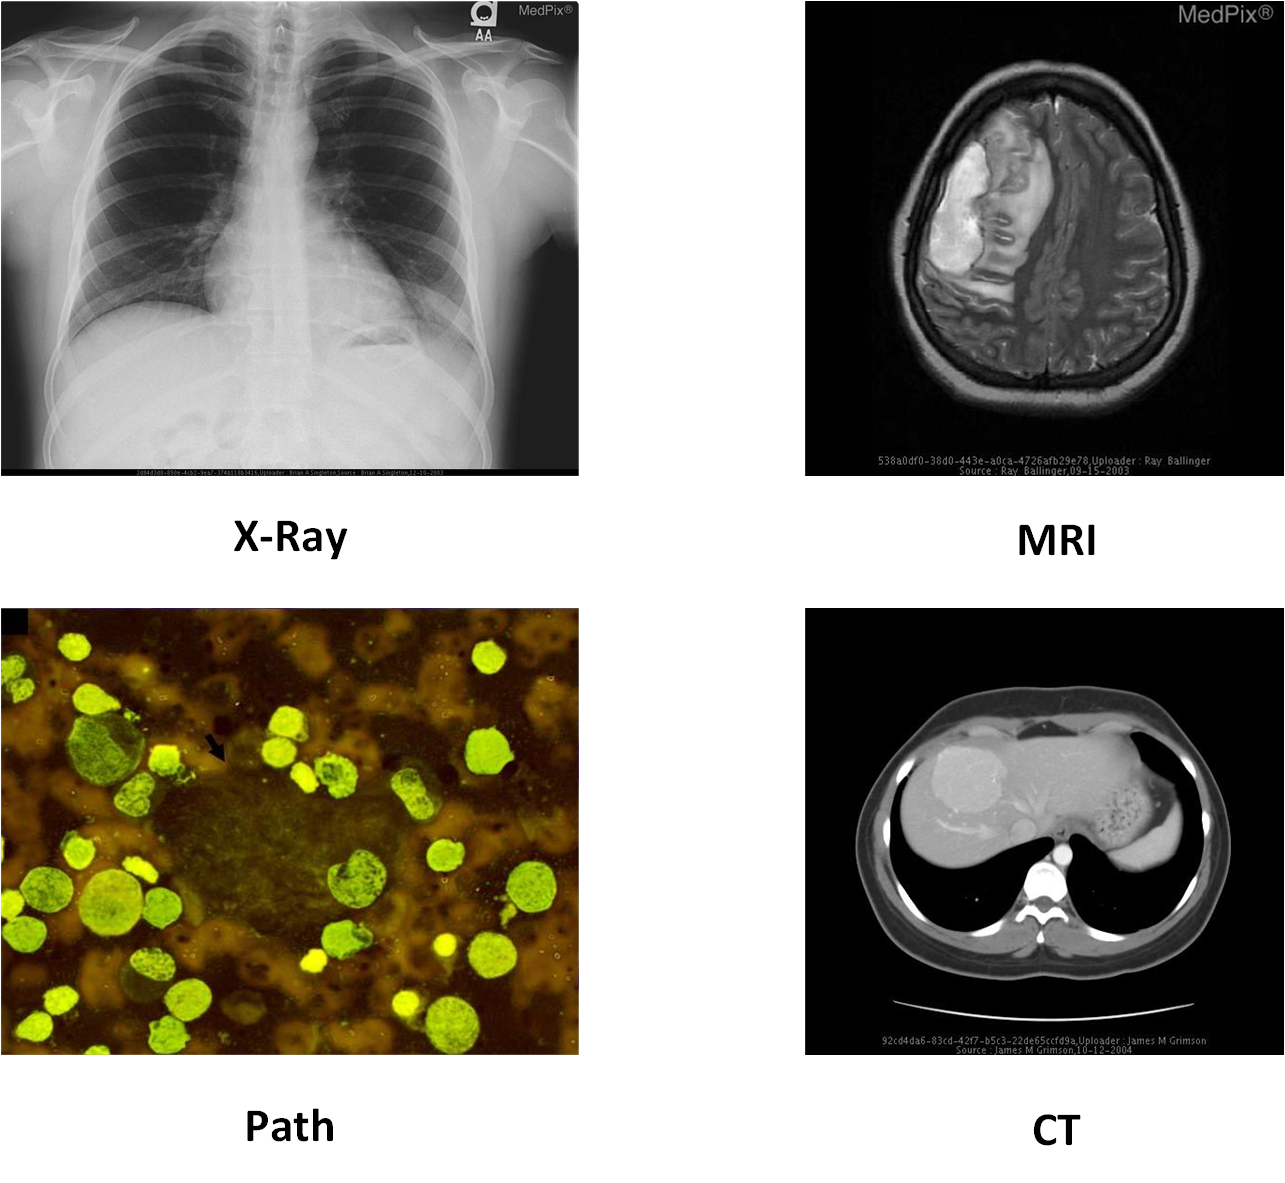 MedPix®
AA
MedPix®
538a0df0-38d0-443e-a0ca-4726afb29e78,Uploader : Ray Ballinger
Source : Ray Ballinger,09-15-2003
X-Ray
MRI
92cd4da6-83cd-42f7-b5c3-22de65ccfd9a,Uploader : James M Grimson
Source : James M Grimson,10-12-2004
Path
CT